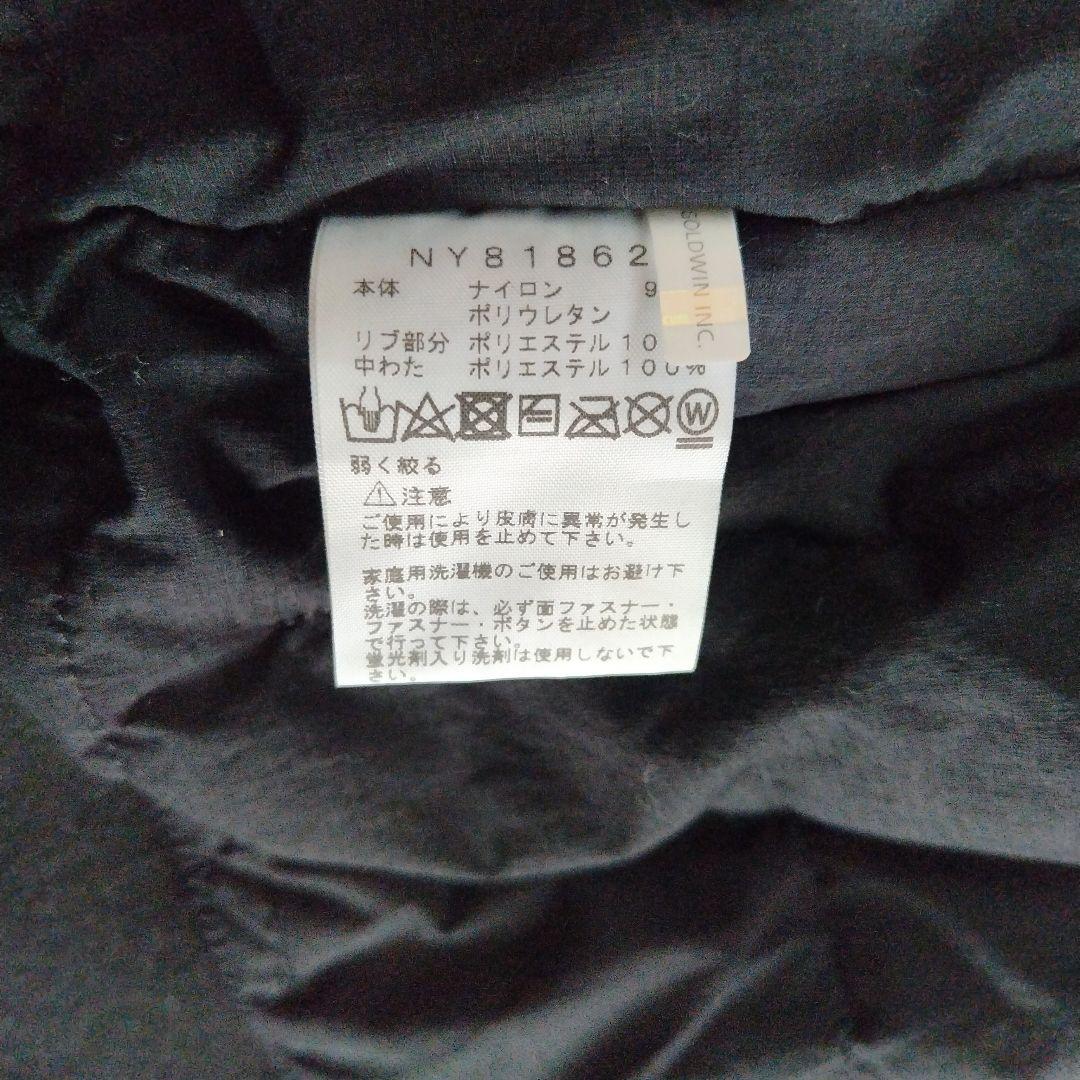 NY81862
本体 ナイロン 9
ポリウレタン
リブ部分 ポリエステル 10
中わた ポリエステル 100%
GOLDWIN INC.
W
弱く絞る
⚠注意
ご使用により皮膚に異常が発生し
た時は使用を止めて下さい。
家庭用洗濯機のご使用はお避け下
さい。
洗濯の際は、必ず面ファスナー・
ファスナー・ボタンを止めた状態
で行って下さい。
蛍光剤入り洗剤は使用しないで下
さい。